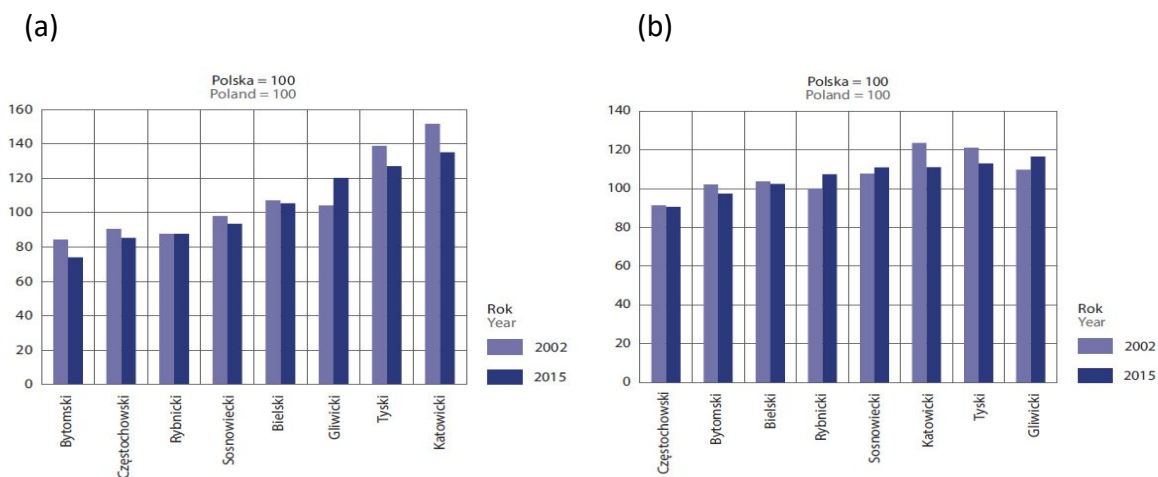 (a)
Polska = 100
Poland = 100
160
140
120
100
80
60
40
20
0
Bytomski
Częstochowski
Rybnicki
Sosnowiecki
Bielski
Gliwicki
Tyski
Katowicki
Rok
Year
2002
2015
(b)
Polska = 100
Poland = 100
140
120
100
80
60
40
20
0
Częstochowski
Bytomski
Bielski
Rybnicki
Sosnowiecki
Katowicki
Tyski
Gliwicki
Rok
Year
2002
2015